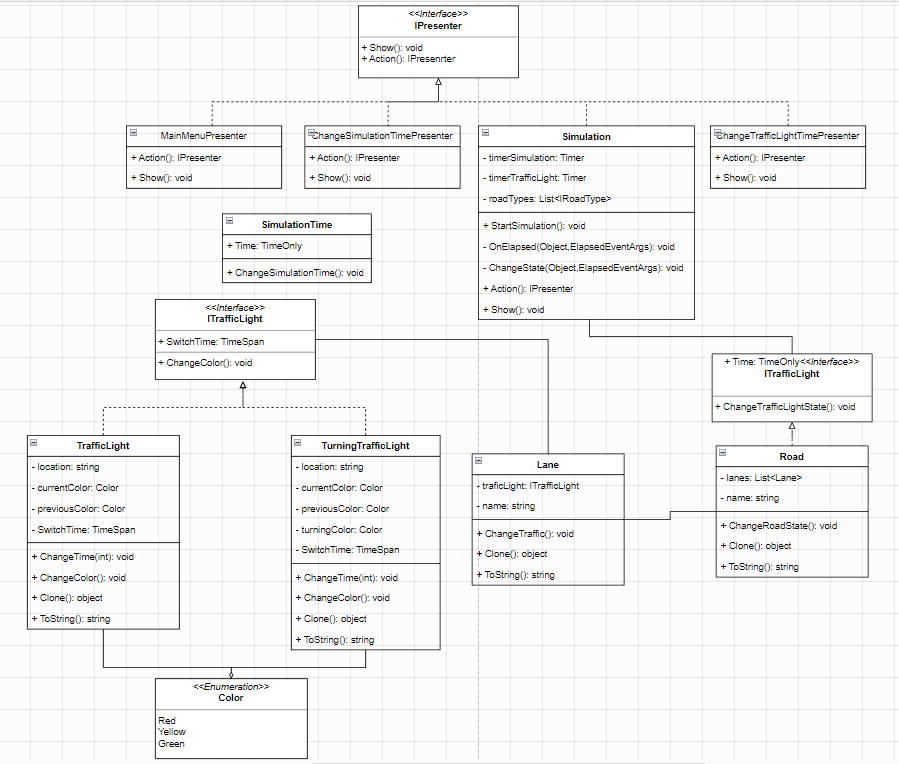 <<Interface>>
IPresenter
+ Show(): void
+ Action(): IPresenrter
MainMenuPresenter
+ Action(): IPresenter
+ Show(): void
ChangeSimulationTimePresenter
+ Action(): IPresenter
+ Show(): void
Simulation
- timerSimulation: Timer
- timerTrafficLight: Timer
- roadTypes: List<IRoadType>
+ StartSimulation(): void
- OnElapsed(Object,ElapsedEventArgs): void
- ChangeState(Object,ElapsedEventArgs): void
+ Action(): IPresenter
+ Show(): void
ChangeTrafficLightTimePresenter
+ Action(): IPresenter
+ Show(): void
SimulationTime
+ Time: TimeOnly
+ ChangeSimulationTime(): void
<<Interface>>
ITrafficLight
+ SwitchTime: TimeSpan
+ ChangeColor(): void
+ Time: TimeOnly<<Interface>>
ITrafficLight
+ ChangeTrafficLightState(): void
TrafficLight
- location: string
- currentColor: Color
- previousColor: Color
- SwitchTime: TimeSpan
+ ChangeTime(int): void
+ ChangeColor(): void
+ Clone(): object
+ ToString(): string
TurningTrafficLight
- location: string
- currentColor: Color
- previousColor: Color
- turningColor: Color
- SwitchTime: TimeSpan
+ ChangeTime(int): void
+ ChangeColor(): void
+ Clone(): object
+ ToString(): string
Lane
- traficLight: ITrafficLight
- name: string
+ ChangeTraffic(): void
+ Clone(): object
+ ToString(): string
Road
- lanes: List<Lane>
- name: string
+ ChangeRoadState(): void
+ Clone(): object
+ ToString(): string
<<Enumeration>>
Color
Red
Yellow
Green